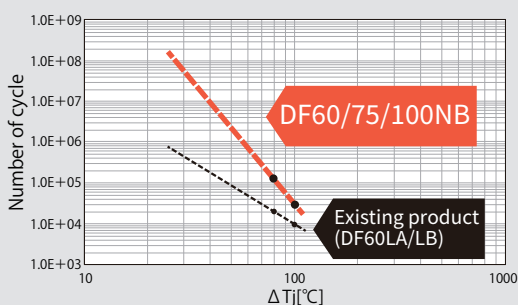 1.0E+09
1.0E+08
1.0E+07
1.0E+06
1.0E+05
1.0E+04
1.0E+03
Number of cycle
DF60/75/100NB
Existing product
(DF60LA/LB)
10
100
1000
ΔTj[℃]